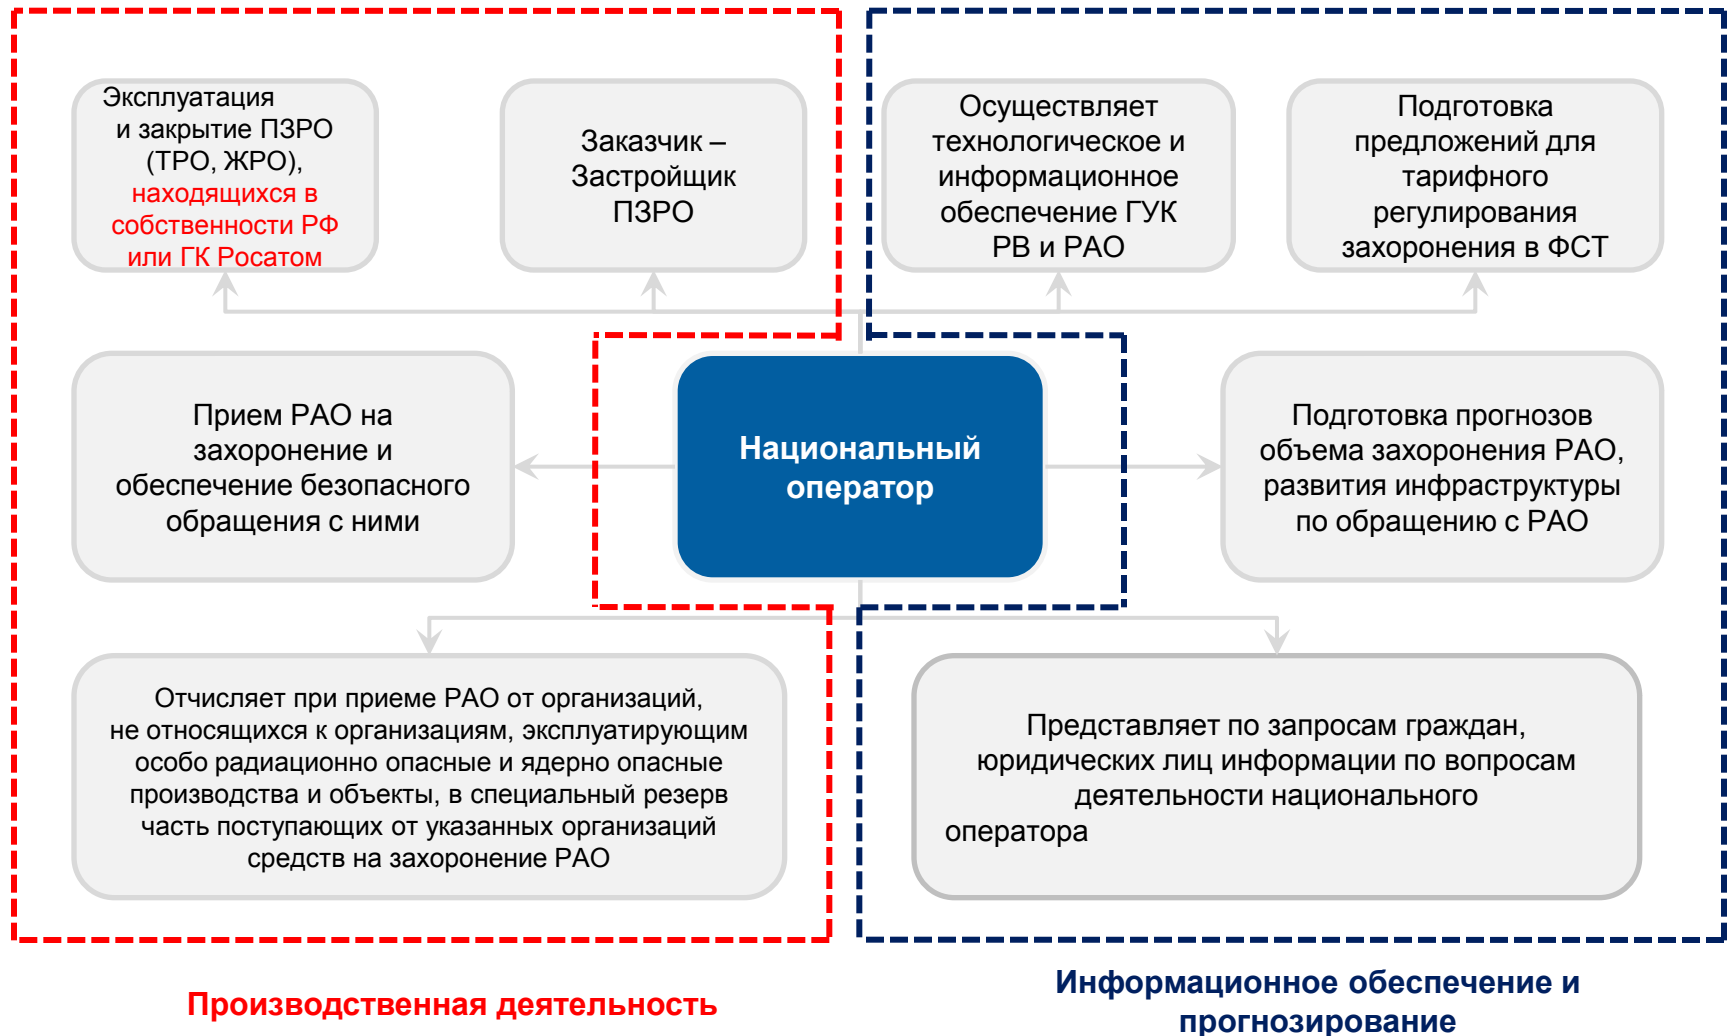 Эксплуатация
и закрытие ПЗРО
(ТРО, ЖРО),
находящихся в
собственности РФ
или ГК Росатом
Заказчик –
Застройщик
ПЗРО
Осуществляет
технологическое и
информационное
обеспечение ГУК
РВ и РАО
Подготовка
предложений для
тарифного
регулирования
захоронения в ФСТ
Прием РАО на
захоронение и
обеспечение безопасного
обращения с ними
Национальный
оператор
Подготовка прогнозов
объема захоронения РАО,
развития инфраструктуры
по обращению с РАО
Отчисляет при приеме РАО от организаций,
не относящихся к организациям, эксплуатирующим
особо радиационно опасные и ядерно опасные
производства и объекты, в специальный резерв
часть поступающих от указанных организаций
средств на захоронение РАО
Представляет по запросам граждан,
юридических лиц информации по вопросам
деятельности национального
оператора
Производственная деятельность
Информационное обеспечение и
прогнозирование